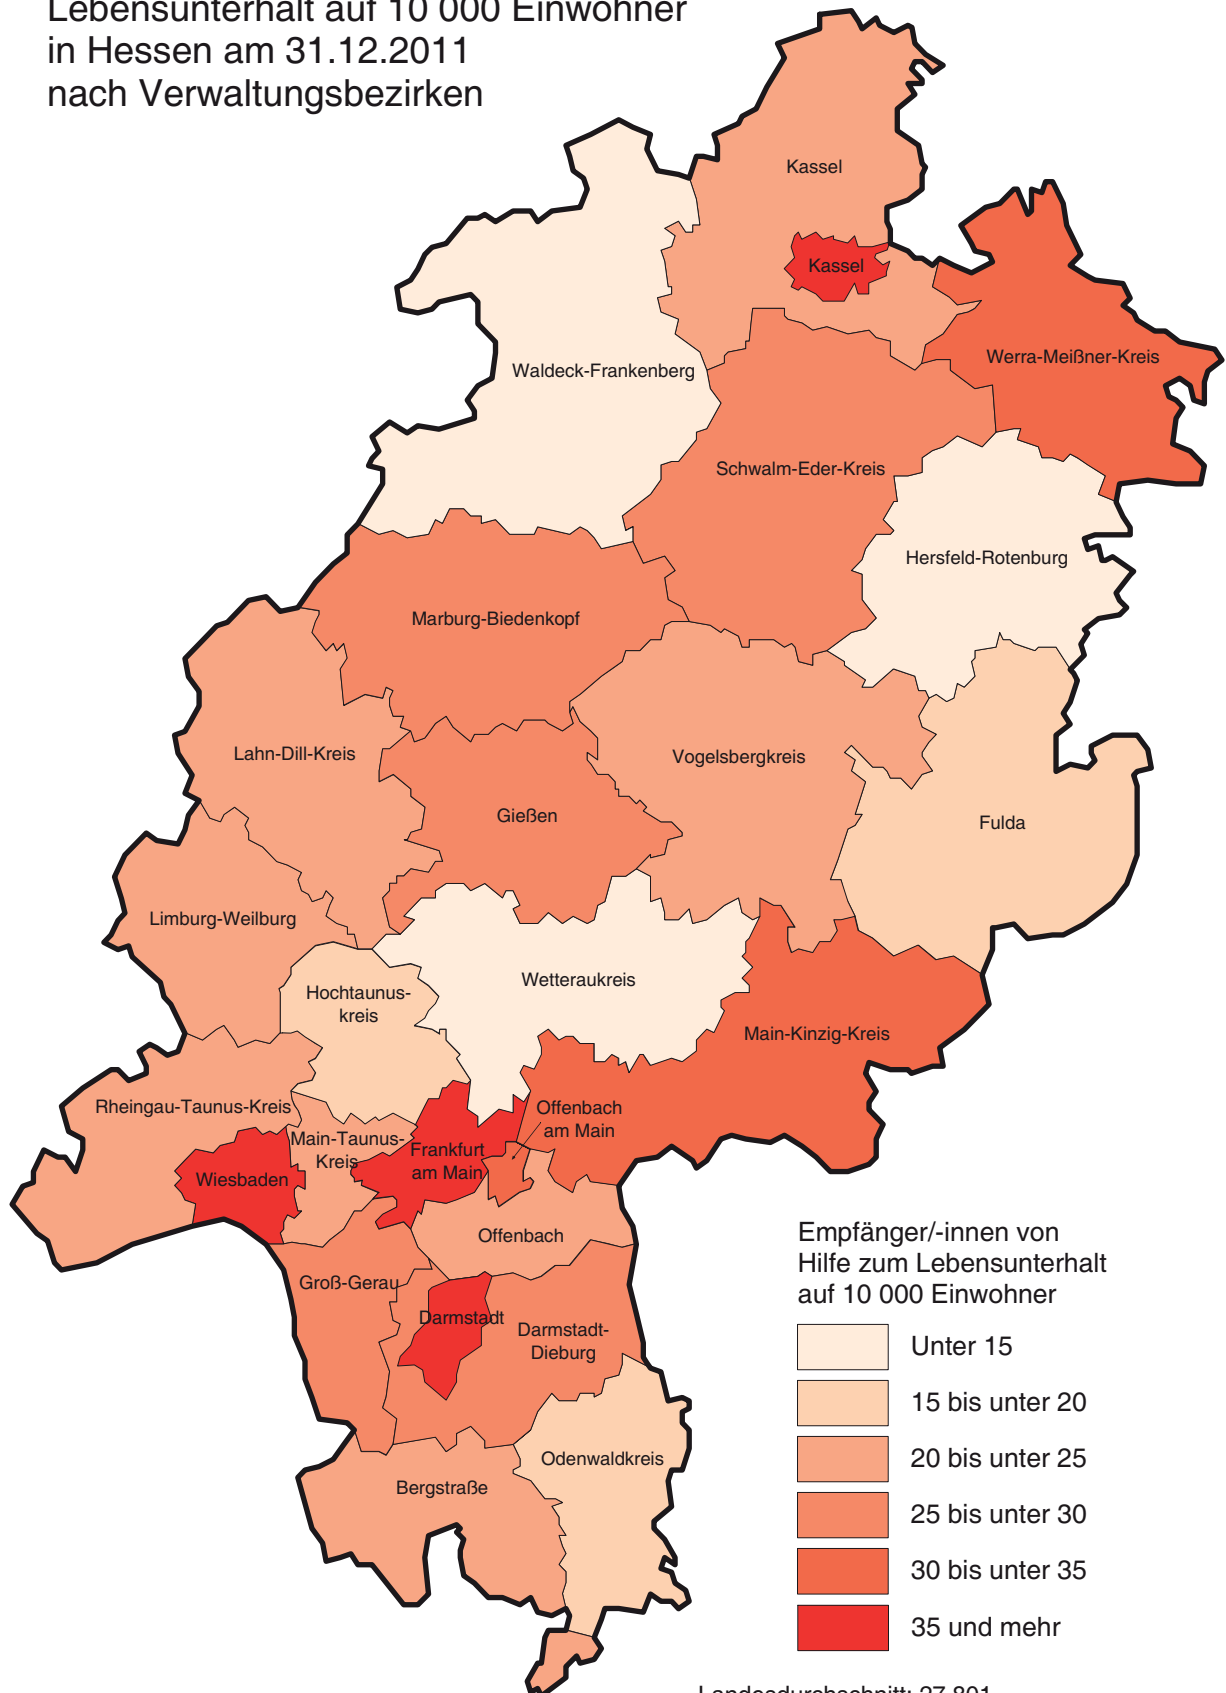 Lebensunterhalt auf 10 000 Einwohner
in Hessen am 31.12.2011
nach Verwaltungsbezirken
Kassel
Kassel
Werra-Meißner-Kreis
Waldeck-Frankenberg
Schwalm-Eder-Kreis
Hersfeld-Rotenburg
Marburg-Biedenkopf
Lahn-Dill-Kreis
Vogelsbergkreis
Gießen
Fulda
Limburg-Weilburg
Wetteraukreis
Hochtaunus-
kreis
Main-Kinzig-Kreis
Rheingau-Taunus-Kreis
Offenbach
am Main
Main-Taunus-
Kreis
Frankfurt
am Main
Wiesbaden
Offenbach
Groß-Gerau
Darmstadt
Darmstadt-
Dieburg
Odenwaldkreis
Bergstraße
Empfänger/-innen von
Hilfe zum Lebensunterhalt
auf 10 000 Einwohner
Unter 15
15 bis unter 20
20 bis unter 25
25 bis unter 30
30 bis unter 35
35 und mehr
Landesdurchschnitt: 27,801